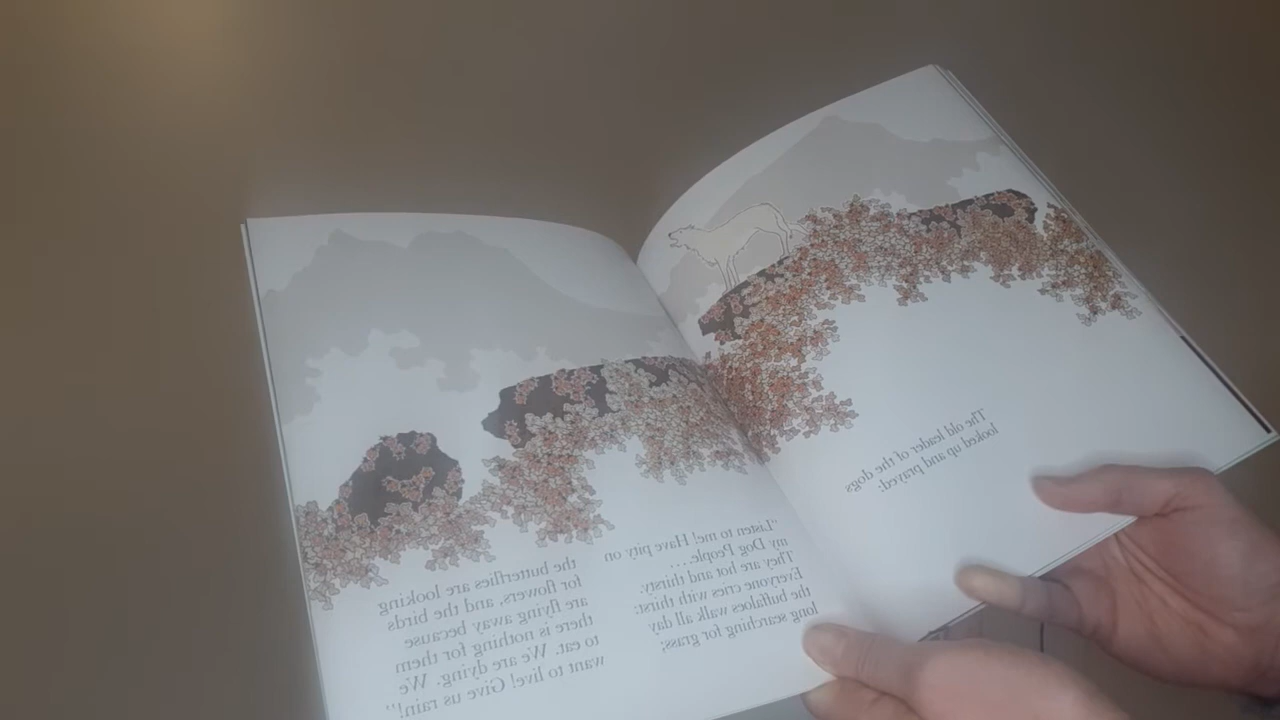 The old leader of the dogs
looked up and prayed:
"Listen to me! Have pity on
my Dog People. . . .
They are hot and thirsty.
Everyone cries with thirst:
the buffaloes walk all day
long searching for grass;
the butterflies are looking
for flowers, and the birds
are flying away because
there is nothing for them
to eat. We are dying. We
want to live! Give us rain!"